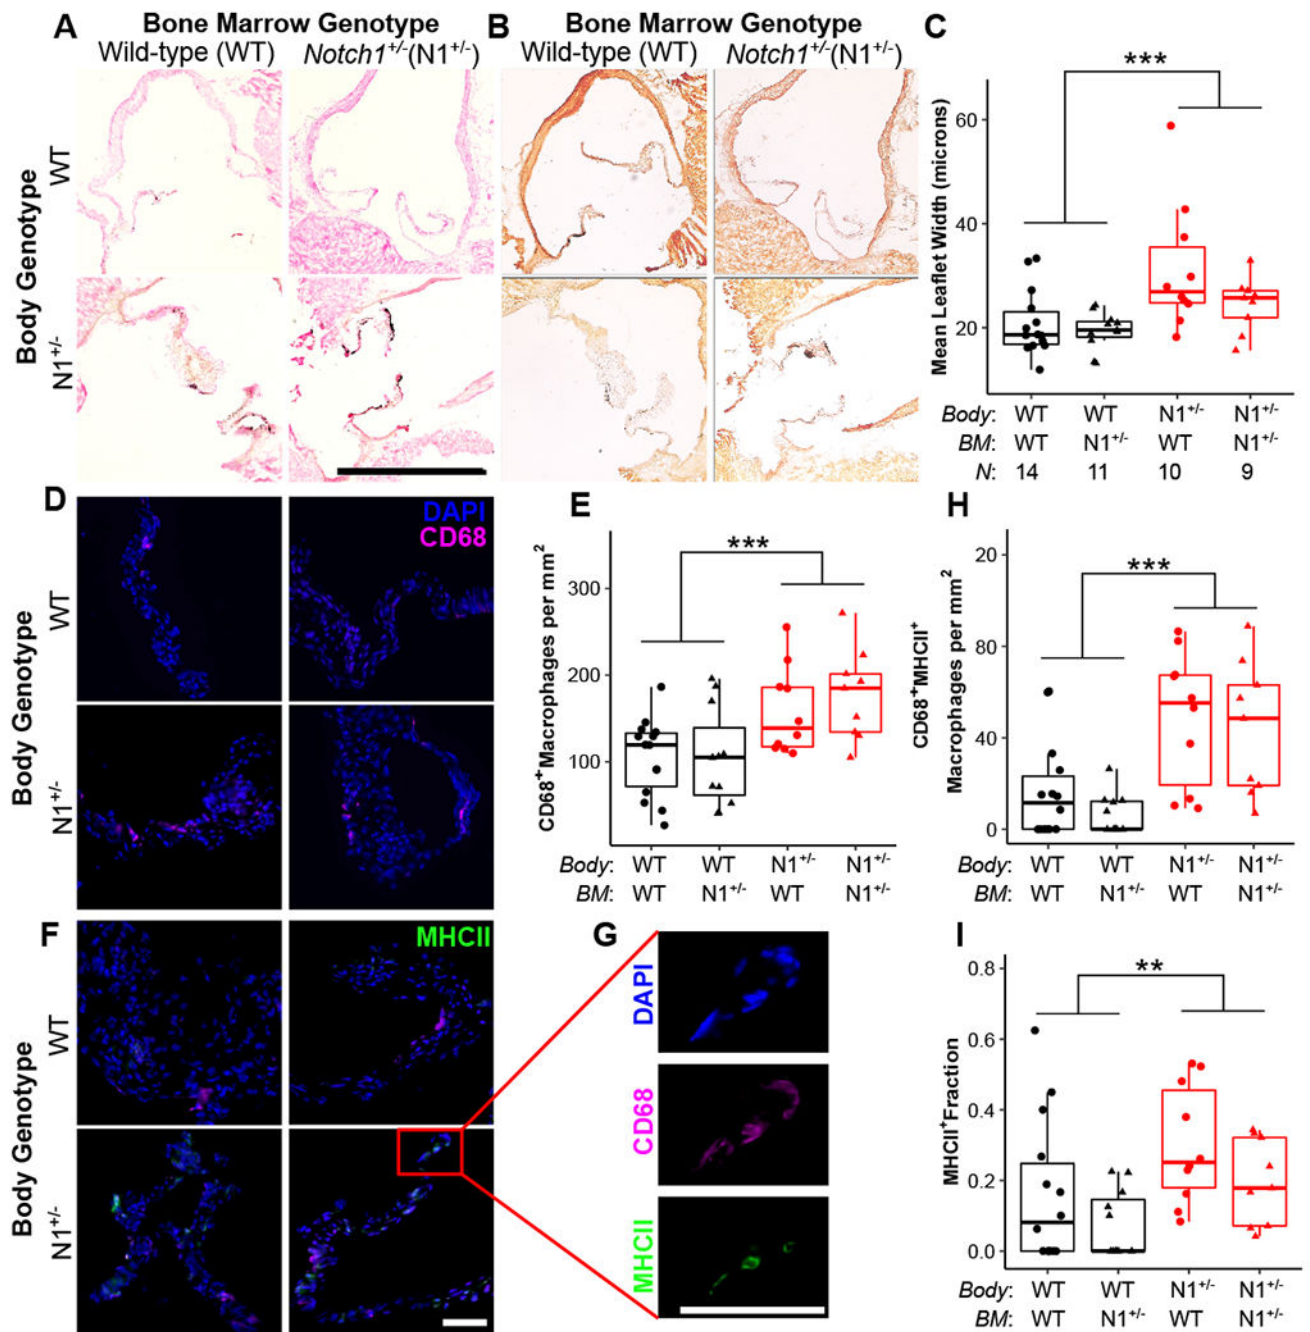 A Bone Marrow Genotype
Wild-type (WT) Notch1+/-(N1+/-)
Body Genotype
WT
N1+/-
B Bone Marrow Genotype
Wild-type (WT) Notch1+/-(N1+/-)
C
***
Mean Leaflet Width (microns)
60
40
20
Body: WT WT N1+/- N1+/-
BM: WT N1+/- WT N1+/-
N: 14 11 10 9
D
DAPI
CD68
Body Genotype
WT
N1+/-
E
***
CD68+Macrophages per mm2
300
200
100
Body: WT WT N1+/- N1+/-
BM: WT N1+/- WT N1+/-
H
***
CD68+MHCII+
Macrophages per mm2
20
80
40
0
Body: WT WT N1+/- N1+/-
BM: WT N1+/- WT N1+/-
F
MHCII
Body Genotype
WT
N1+/-
G
DAPI
CD68
MHCII
I
**
MHCII+Fraction
0.8
0.6
0.4
0.2
0.0
Body: WT WT N1+/- N1+/-
BM: WT N1+/- WT N1+/-